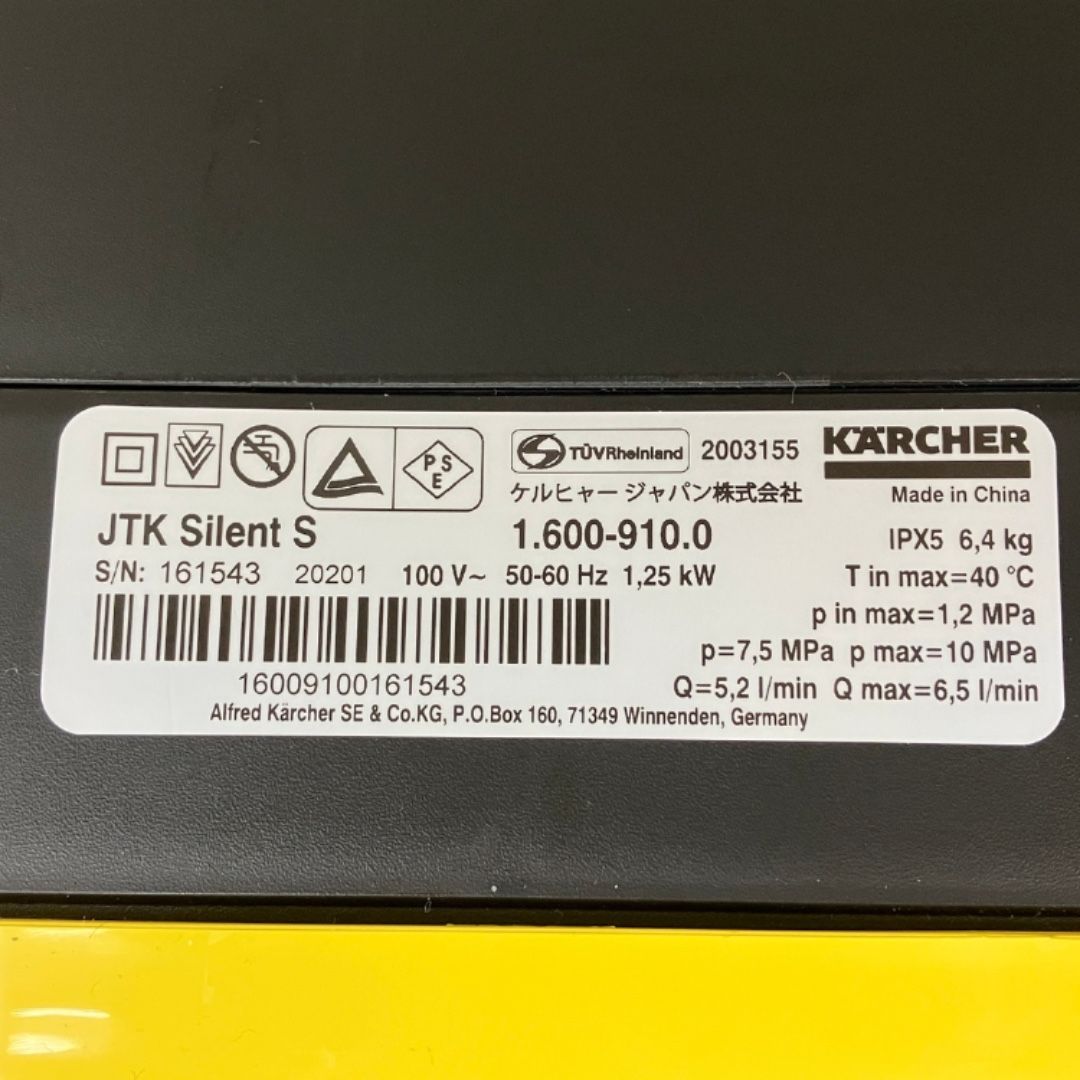 PSE TÜVRheinland 2003155 KÄRCHER
ケルヒャー ジャパン株式会社 Made in China
JTK Silent S 1.600-910.0 IPX5 6,4 kg
S/N: 161543 20201 100 V~ 50-60 Hz 1,25 kW T in max=40 °C
p in max=1,2 MPa
p=7,5 MPa p max=10 MPa
16009100161543 Q=5,2 l/min Q max=6,5 l/min
Alfred Kärcher SE & Co.KG, P.O.Box 160, 71349 Winnenden, Germany